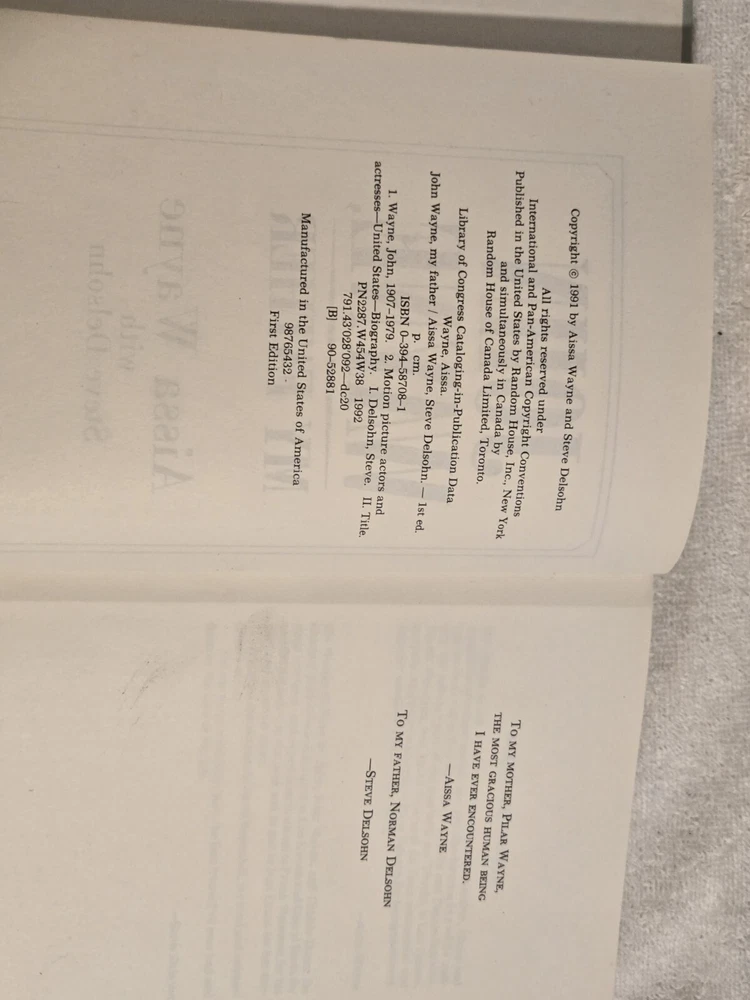 Copyright © 1991 by Aissa Wayne and Steve Delsohn
All rights reserved under
International and Pan-American Copyright Conventions
Published in the United States by Random House, Inc., New York
and simultaneously in Canada by
Random House of Canada Limited, Toronto.
Library of Congress Cataloging-in-Publication Data
Wayne, Aissa.
John Wayne, my father / Aissa Wayne, Steve Delsohn. — 1st ed.
p. cm.
ISBN 0-394-58708-1
1. Wayne, John, 1907–1979. 2. Motion picture actors and
actresses—United States—Biography. I. Delsohn, Steve. II. Title.
PN2287.W454W38 1992
791.43'028'092—dc20
[B] 90-52881
Manufactured in the United States of America
98765432
First Edition
To my mother, Pilar Wayne,
the most gracious human being
I have ever encountered.
—Aissa Wayne
To my father, Norman Delsohn
—Steve Delsohn